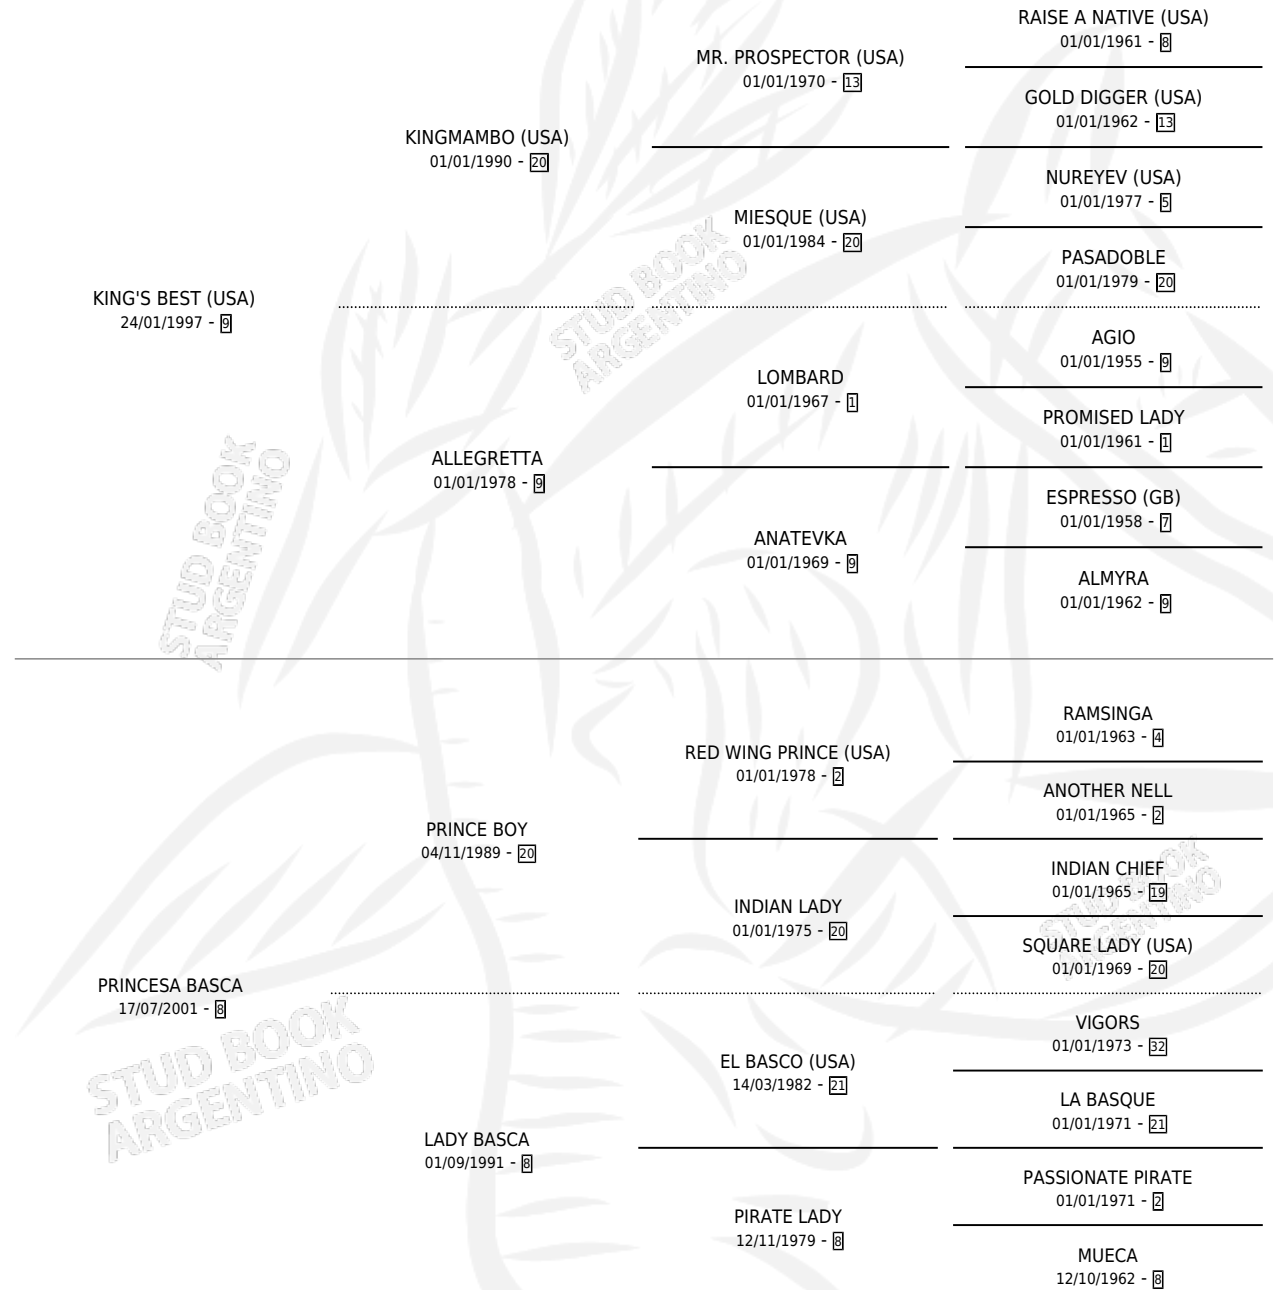 RAISE A NATIVE (USA)
01/01/1961 - 8
MR. PROSPECTOR (USA)
01/01/1970 - 13
GOLD DIGGER (USA)
01/01/1962 - 13
KINGMAMBO (USA)
01/01/1990 - 20
NUREYEV (USA)
01/01/1977 - 5
MIESQUE (USA)
01/01/1984 - 20
PASADOBLE
01/01/1979 - 20
KING'S BEST (USA)
24/01/1997 - 9
STUD BOOK
ARGENTINO
AGIO
01/01/1955 - 9
LOMBARD
01/01/1967 - 1
PROMISED LADY
01/01/1961 - 1
ALLEGRETTA
01/01/1978 - 9
STUD BOOK
ARGENTINO
ESPRESSO (GB)
01/01/1958 - 7
ANATEVKA
01/01/1969 - 9
ALMYRA
01/01/1962 - 9
RAMSINGA
01/01/1963 - 4
RED WING PRINCE (USA)
01/01/1978 - 2
ANOTHER NELL
01/01/1965 - 2
PRINCE BOY
04/11/1989 - 20
INDIAN CHIEF
01/01/1965 - 19
STUD BOOK
ARGENTINO
INDIAN LADY
01/01/1975 - 20
SQUARE LADY (USA)
01/01/1969 - 20
PRINCESA BASCA
17/07/2001 - 8
STUD BOOK
ARGENTINO
VIGORS
01/01/1973 - 32
EL BASCO (USA)
14/03/1982 - 21
LA BASQUE
01/01/1971 - 21
LADY BASCA
01/09/1991 - 8
PASSIONATE PIRATE
01/01/1971 - 2
PIRATE LADY
12/11/1979 - 8
MUECA
12/10/1962 - 8